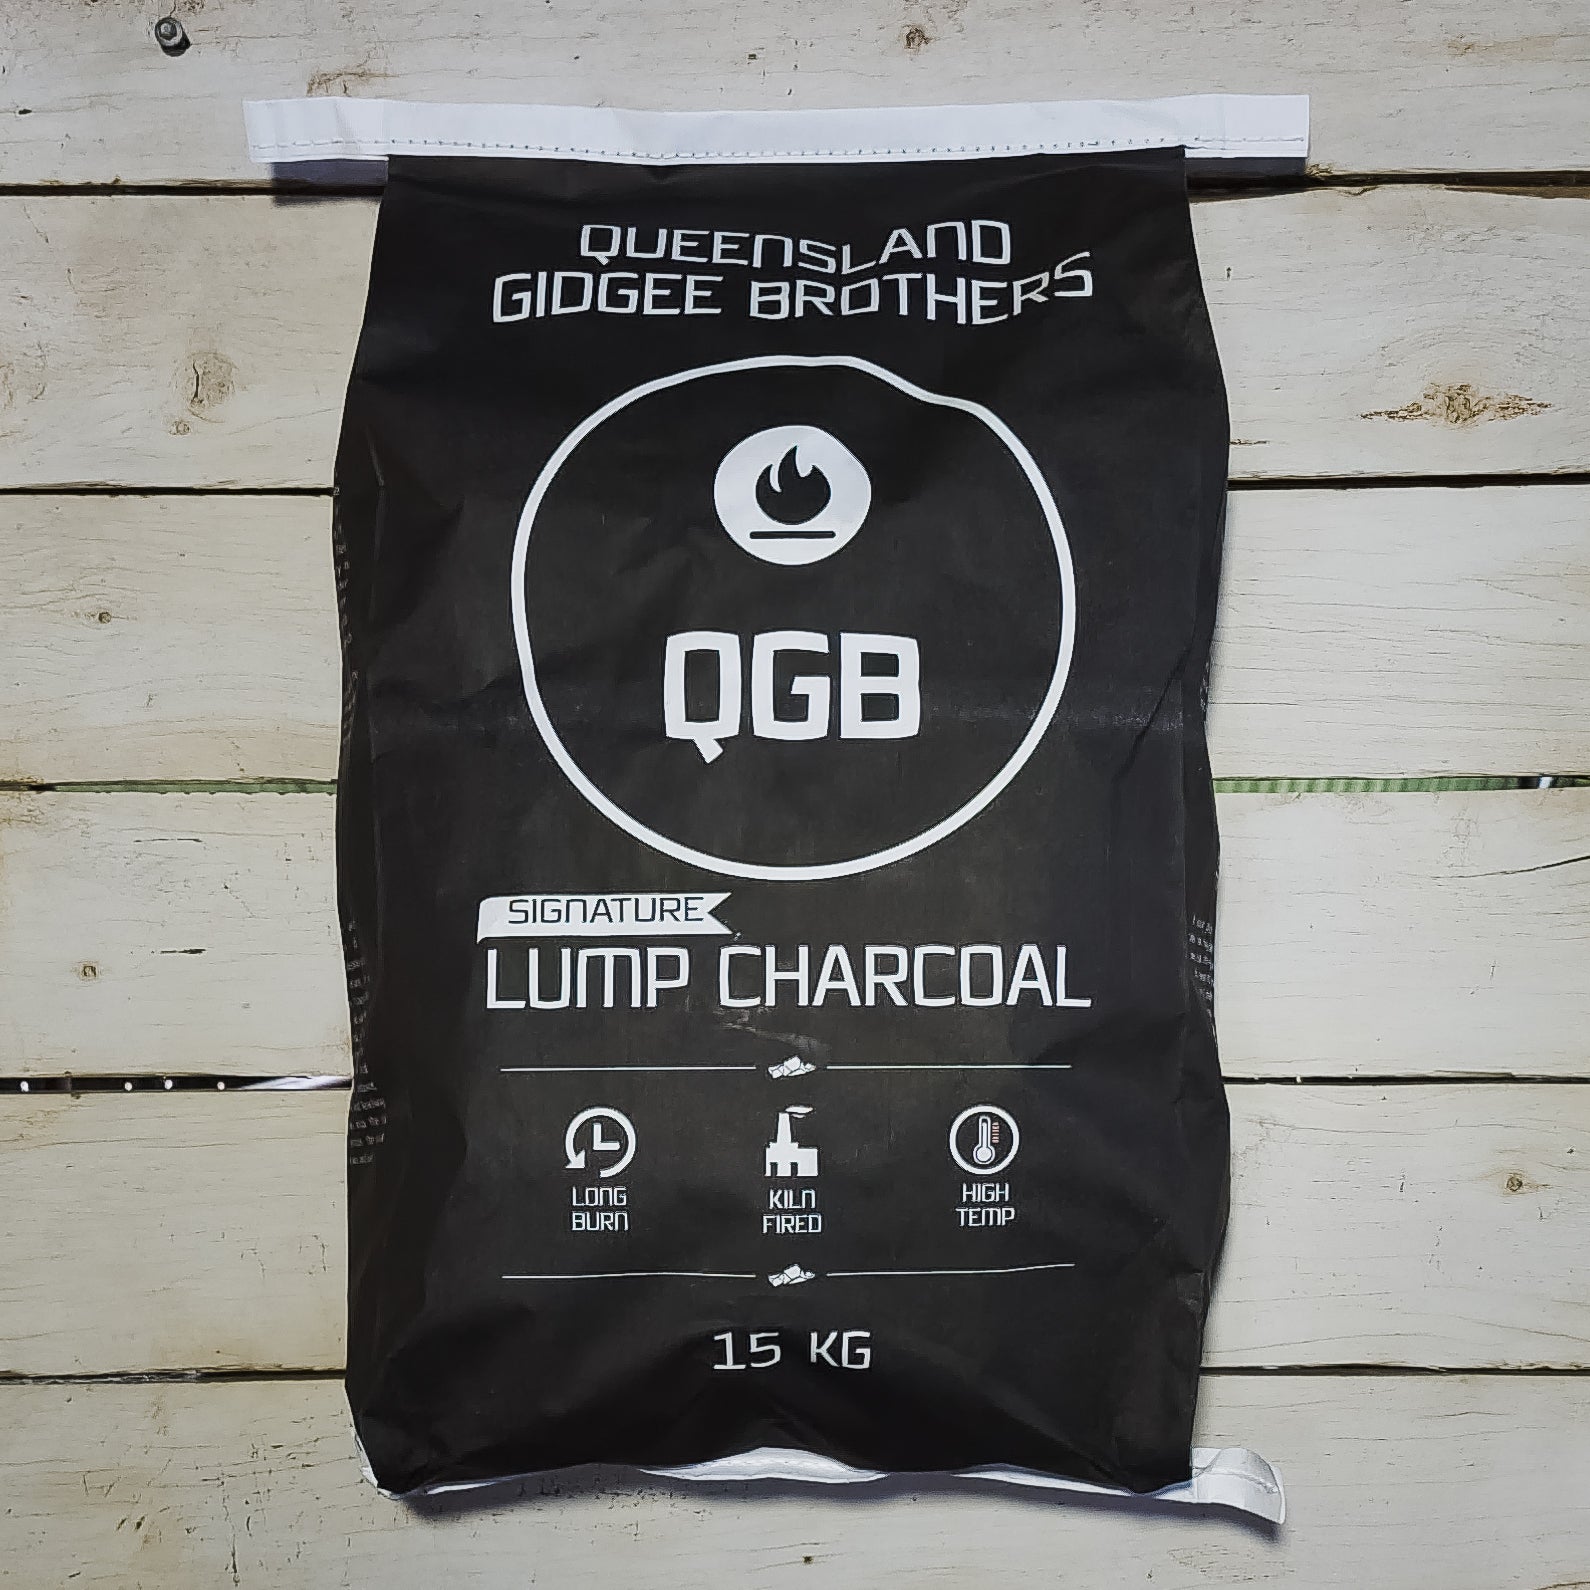 QUEENSLAND
GIDGEE BROTHERS
QGB
SIGNATURE
LUMP CHARCOAL
LONG
BURN
KILN
FIRED
HIGH
TEMP
15 KG